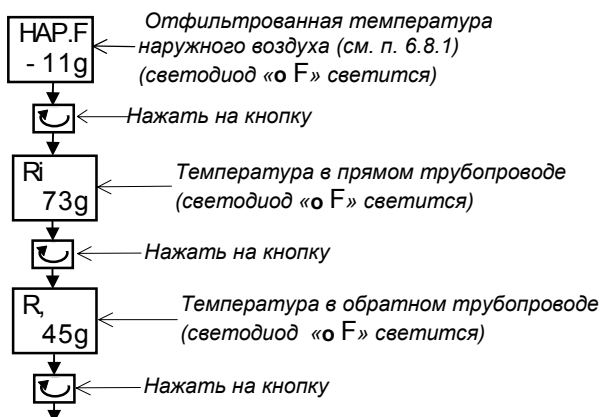 НАР.F
- 11g
Отфильтрованная температура
наружного воздуха (см. п. 6.8.1)
(светодиод «о F» светится)
Нажать на кнопку
Ri
73g
Температура в прямом трубопроводе
(светодиод «о F» светится)
Нажать на кнопку
R,
45g
Температура в обратном трубопроводе
(светодиод «о F» светится)
Нажать на кнопку